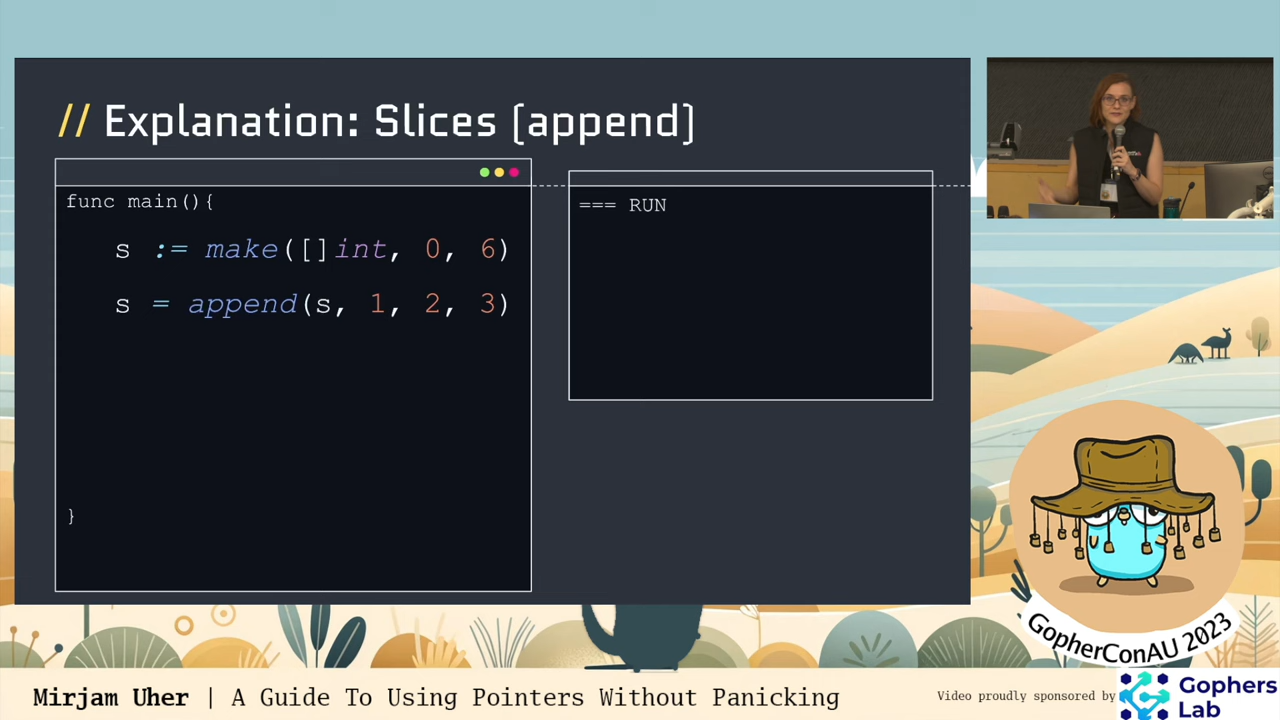 // Explanation: Slices (append)
func main(){
s := make([]int, 0, 6)
s = append(s, 1, 2, 3)
}
=== RUN
GopherConAU 2023
Mirjam Uher | A Guide To Using Pointers Without Panicking
Video proudly sponsored by
Gophers
Lab